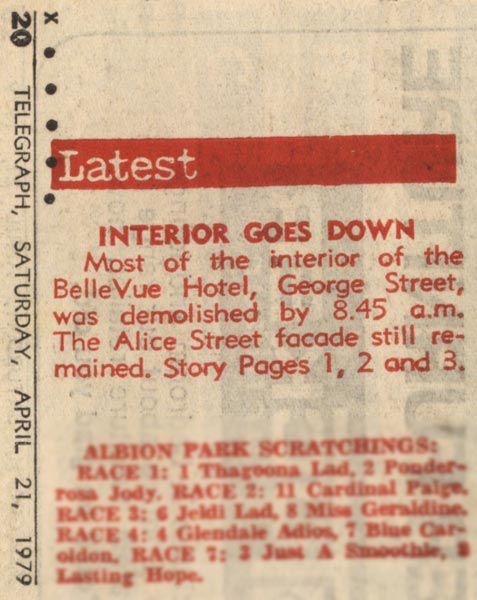 x
20 TELEGRAPH, SATURDAY, APRIL 21, 1979
Latest
INTERIOR GOES DOWN
Most of the interior of the
BelleVue Hotel, George Street,
was demolished by 8.45 a.m.
The Alice Street facade still re-
mained. Story Pages 1, 2 and 3.
ALBION PARK SCRATCHINGS:
RACE 1: 1 Thagoona Lad, 2 Ponder-
rosa Jody. RACE 2: 11 Cardinal Paige.
RACE 3: 6 Jekdi Lad, 8 Miss Geraldine.
RACE 4: 4 Glendale Adios, 7 Blue Car-
oldon, RACE 7: 3 Just A Smoothie,
Lasting Hope.